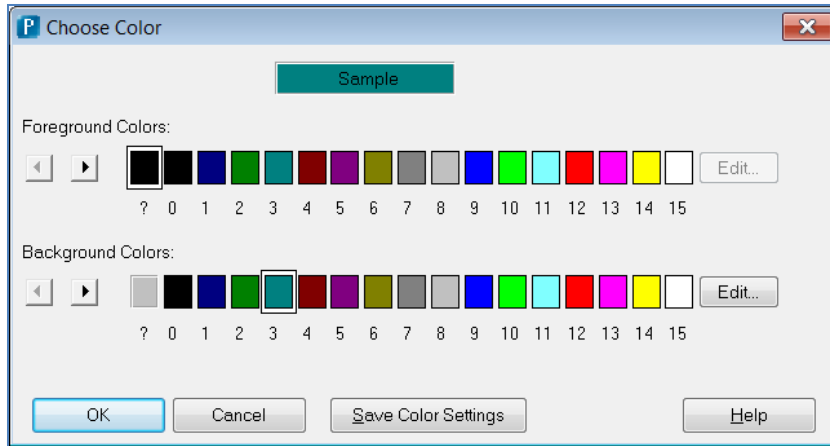 P Choose Color
Sample
Foreground Colors:
Edit...
? 0 1 2 3 4 5 6 7 8 9 10 11 12 13 14 15
Background Colors:
Edit...
? 0 1 2 3 4 5 6 7 8 9 10 11 12 13 14 15
OK Cancel Save Color Settings Help